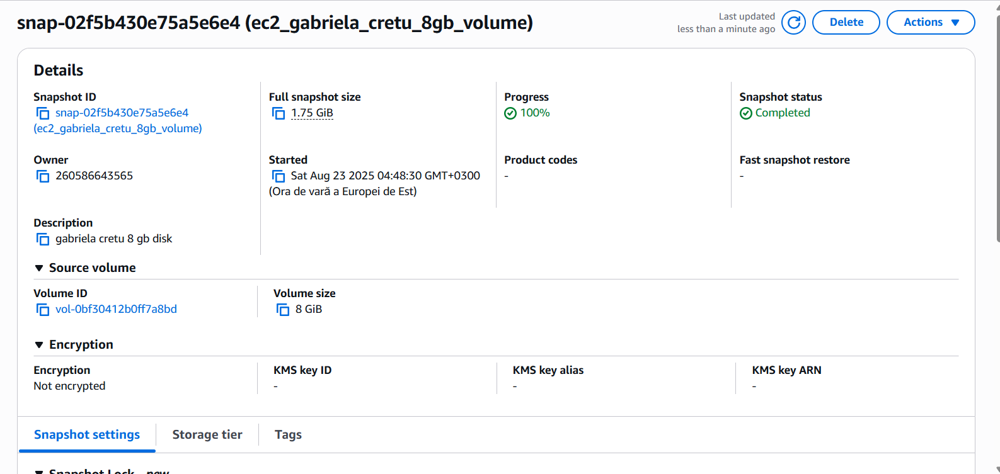 snap-02f5b430e75a5e6e4 (ec2_gabriela_cretu_8gb_volume)
Last updated
less than a minute ago
Delete
Actions
Details
Snapshot ID
snap-02f5b430e75a5e6e4
(ec2_gabriela_cretu_8gb_volume)
Full snapshot size
1.75 GiB
Progress
100%
Snapshot status
Completed
Owner
260586643565
Started
Sat Aug 23 2025 04:48:30 GMT+0300
(Ora de vară a Europei de Est)
Product codes
-
Fast snapshot restore
-
Description
gabriela cretu 8 gb disk
Source volume
Volume ID
vol-0bf30412b0ff7a8bd
Volume size
8 GiB
Encryption
Encryption
Not encrypted
KMS key ID
-
KMS key alias
-
KMS key ARN
-
Snapshot settings
Storage tier
Tags
Snapshot Lock - new